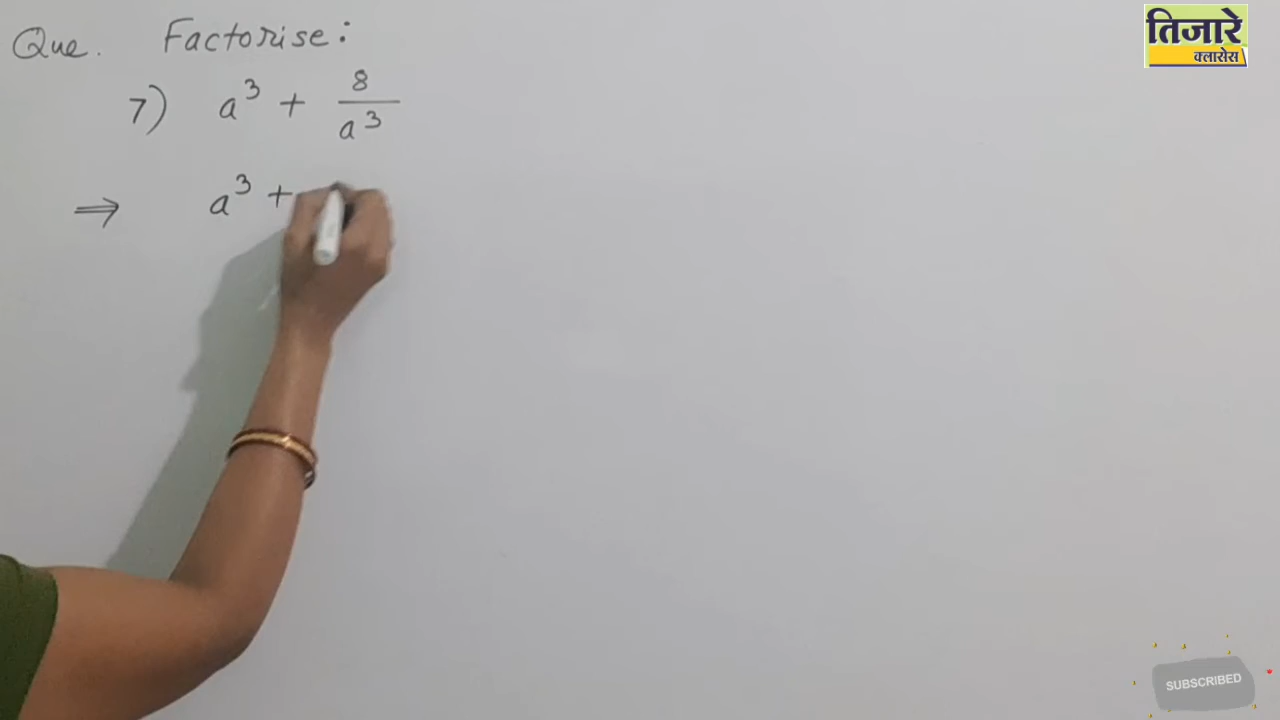 Que. Factorise:
तिजारे
क्लासेस
7) a³ + 8/a³
⇒ a³ +
SUBSCRIBED